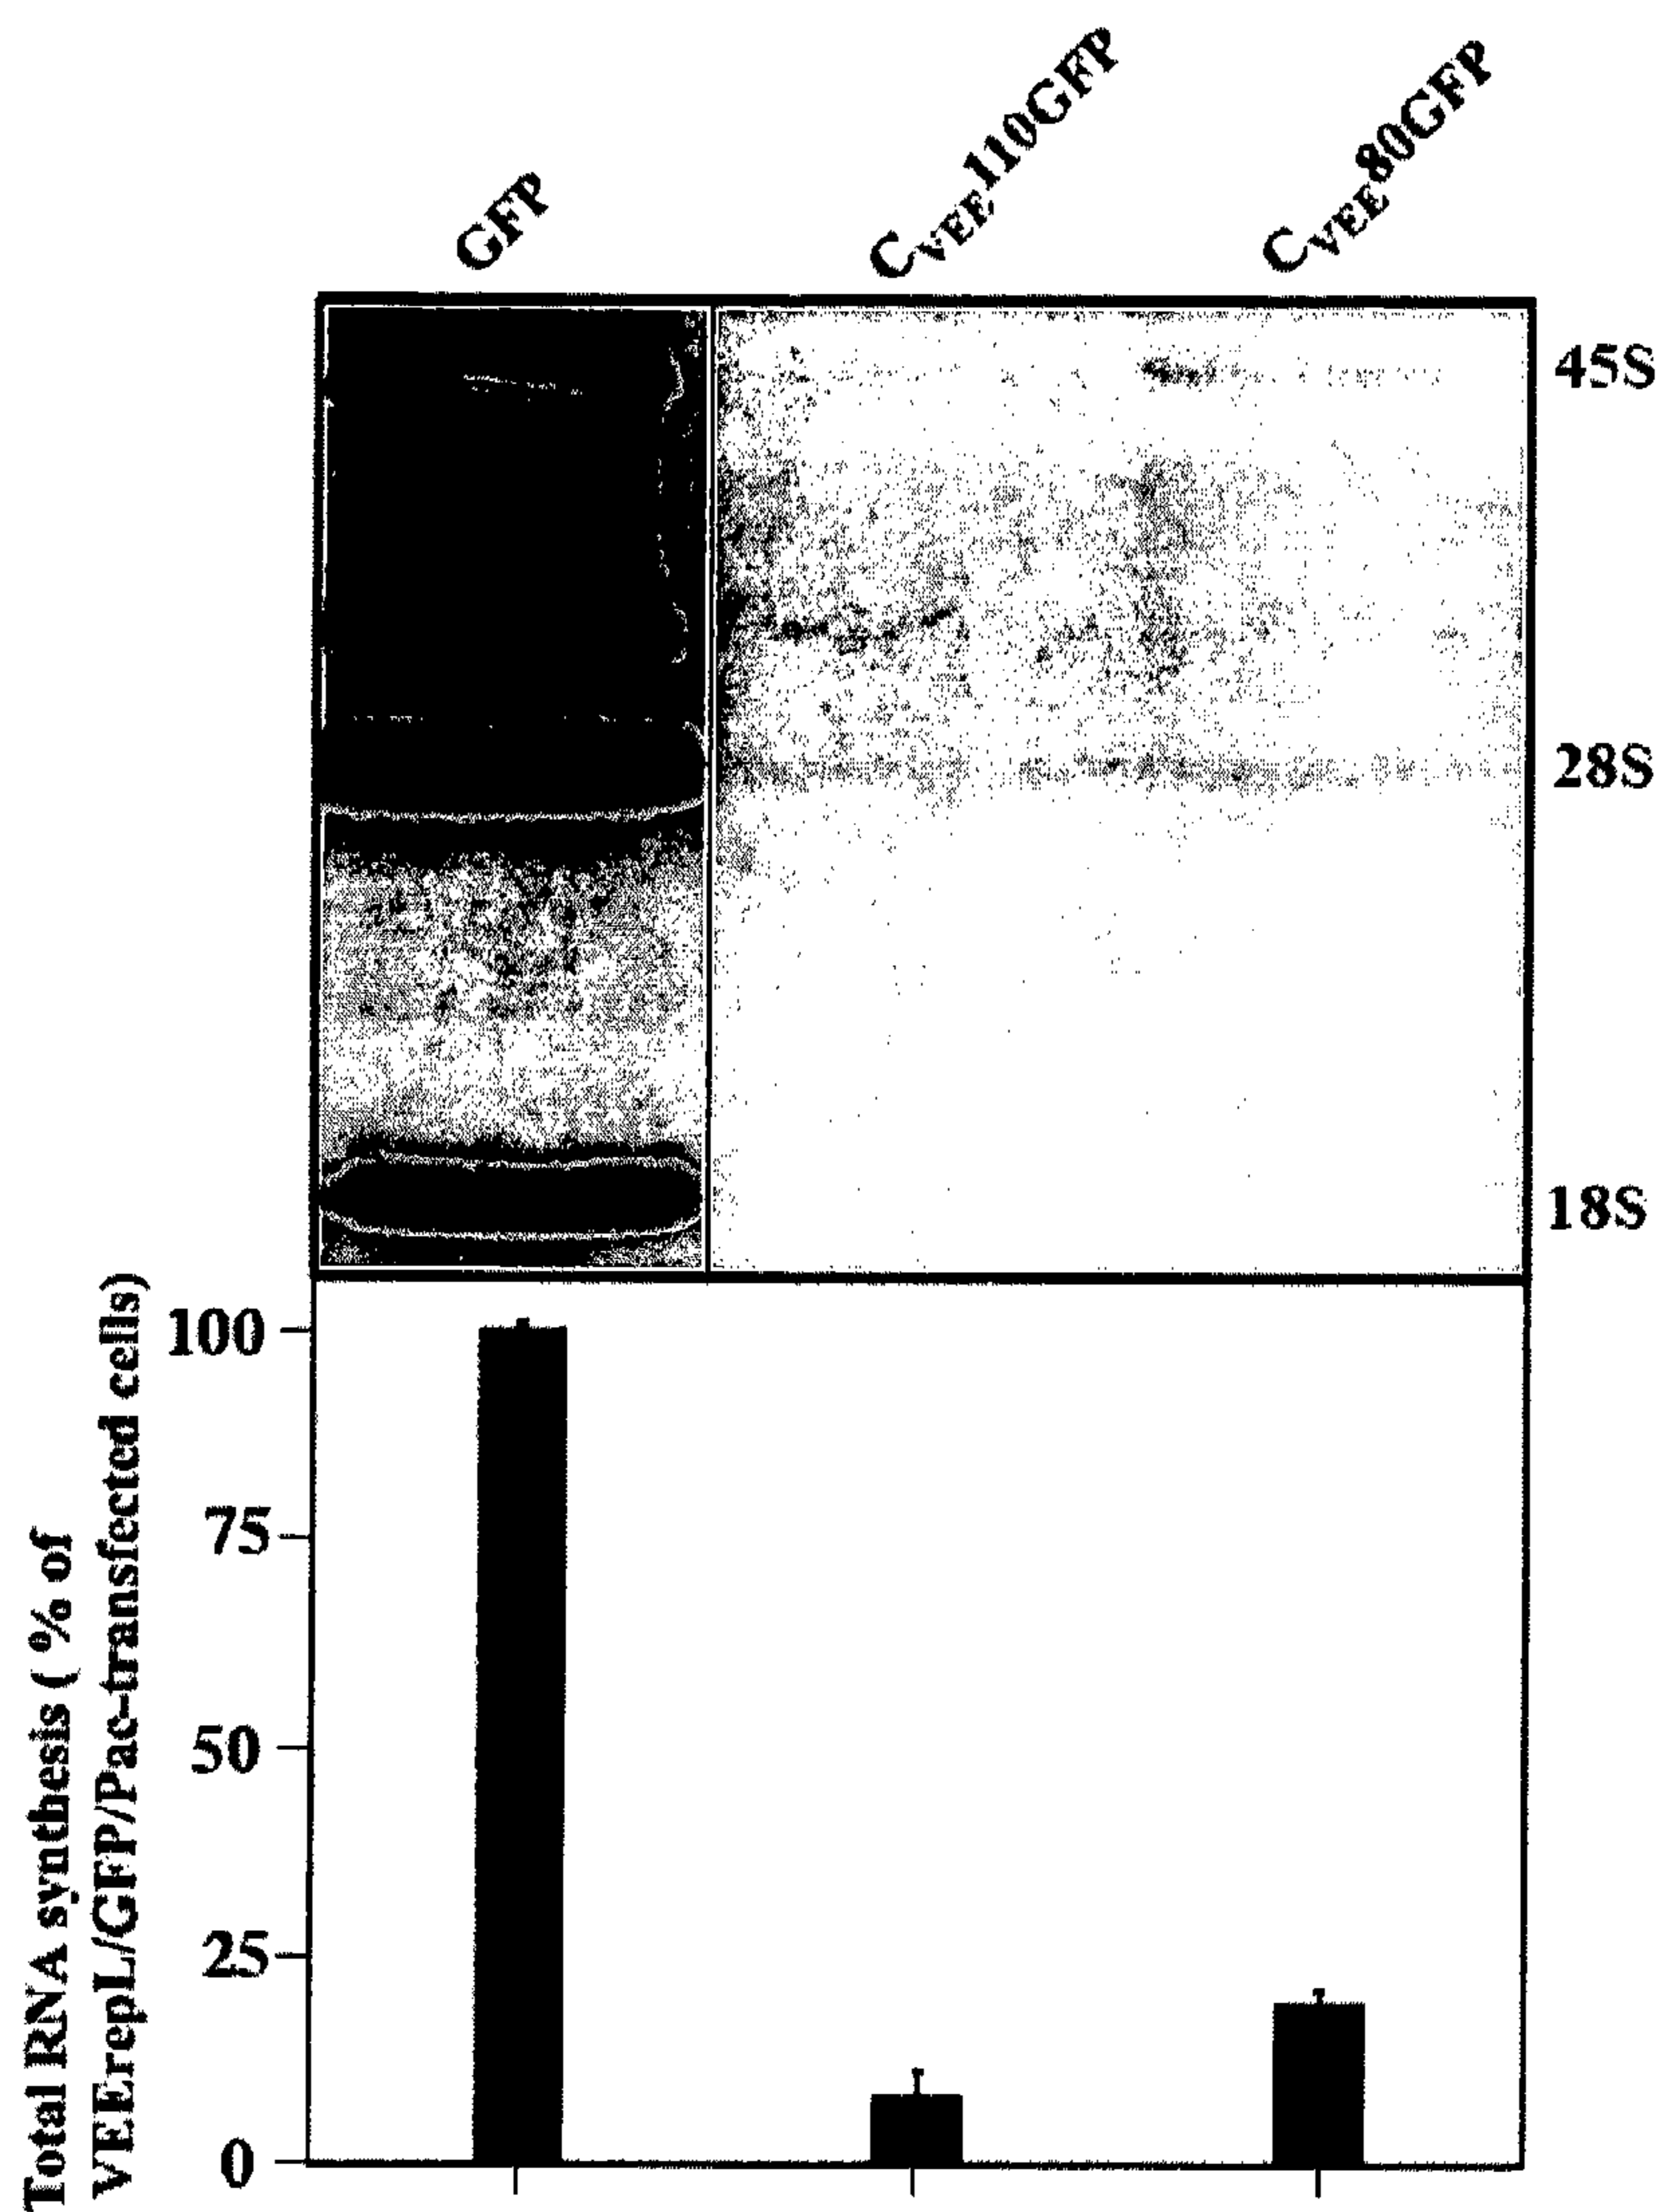 GFP
CVEE110GFP
CVEE80GFP
45S
28S
18S
Total RNA synthesis ( % of
VEErepL/GFP/Pac-transfected cells)
100
75
50
25
0